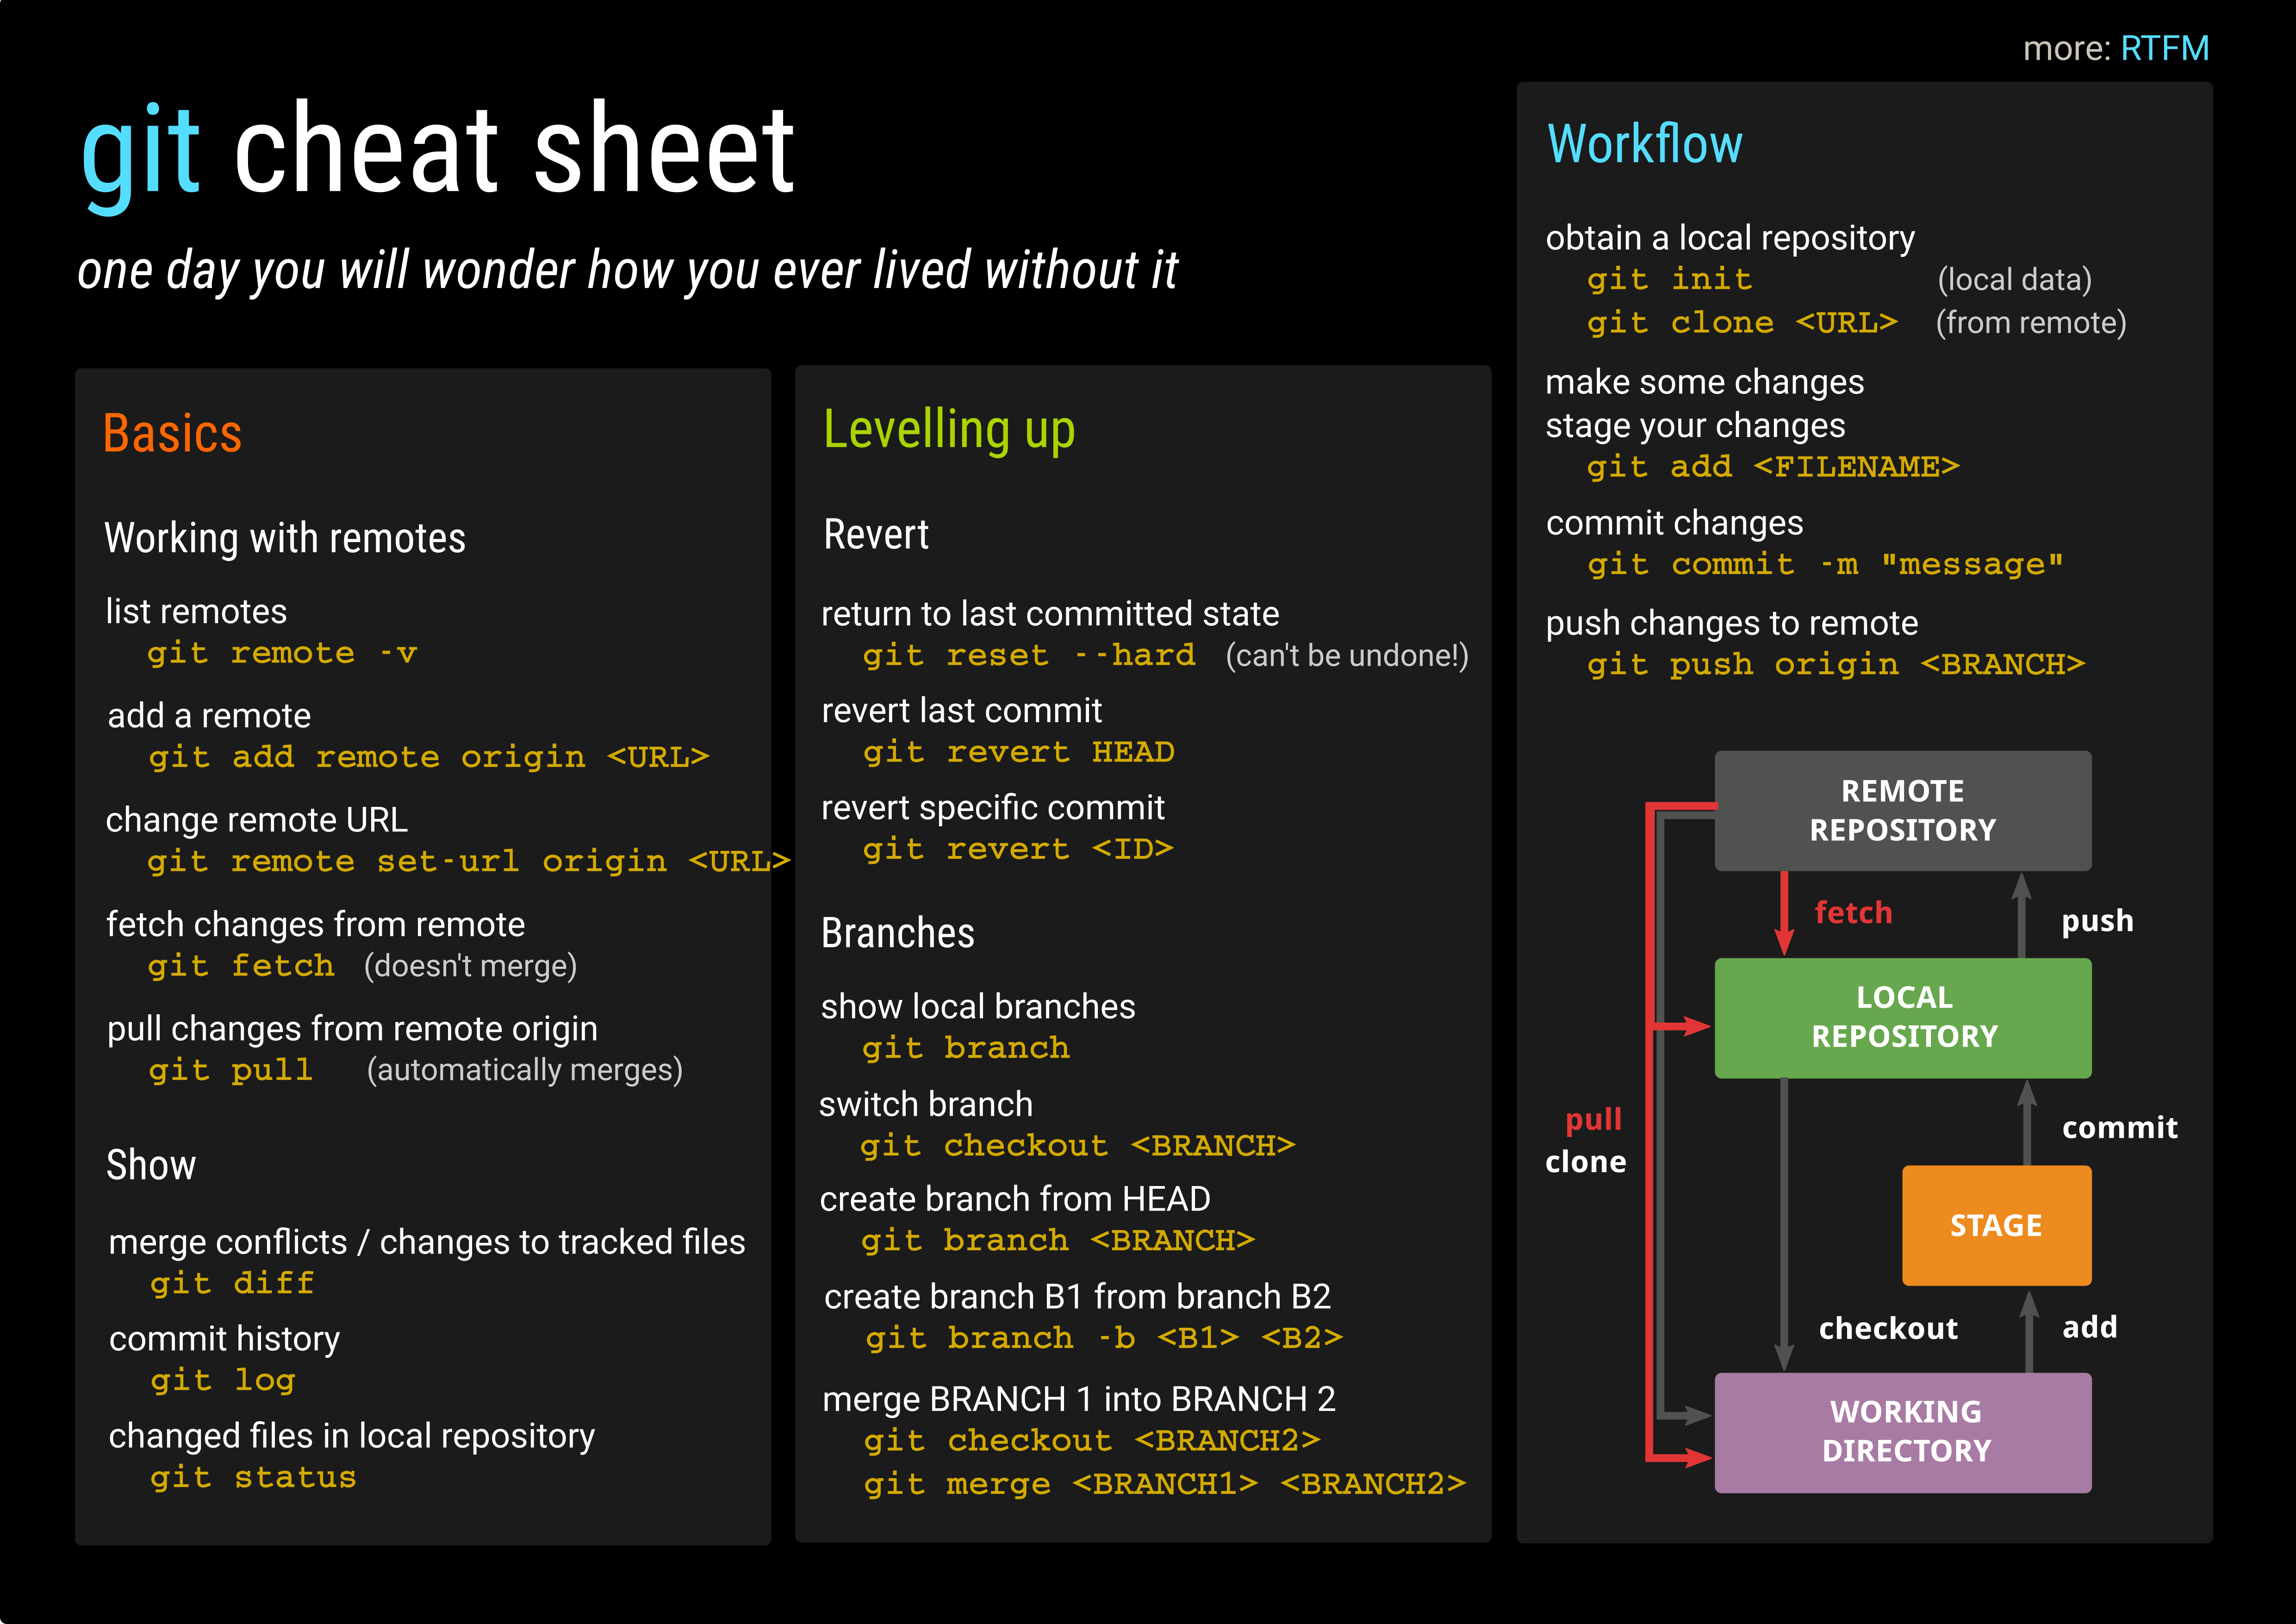 more: RTFM
git cheat sheet
one day you will wonder how you ever lived without it
Basics
Working with remotes
list remotes
git remote -v
add a remote
git add remote origin <URL>
change remote URL
git remote set-url origin <URL>
fetch changes from remote
git fetch (doesn't merge)
pull changes from remote origin
git pull (automatically merges)
Show
merge conflicts / changes to tracked files
git diff
commit history
git log
changed files in local repository
git status
Levelling up
Revert
return to last committed state
git reset --hard (can't be undone!)
revert last commit
git revert HEAD
revert specific commit
git revert <ID>
Branches
show local branches
git branch
switch branch
git checkout <BRANCH>
create branch from HEAD
git branch <BRANCH>
create branch B1 from branch B2
git branch -b <B1> <B2>
merge BRANCH 1 into BRANCH 2
git checkout <BRANCH2>
git merge <BRANCH1> <BRANCH2>
Workflow
obtain a local repository
git init (local data)
git clone <URL> (from remote)
make some changes
stage your changes
git add <FILENAME>
commit changes
git commit -m "message"
push changes to remote
git push origin <BRANCH>
REMOTE
REPOSITORY
fetch
push
LOCAL
REPOSITORY
pull
clone
commit
STAGE
checkout
add
WORKING
DIRECTORY